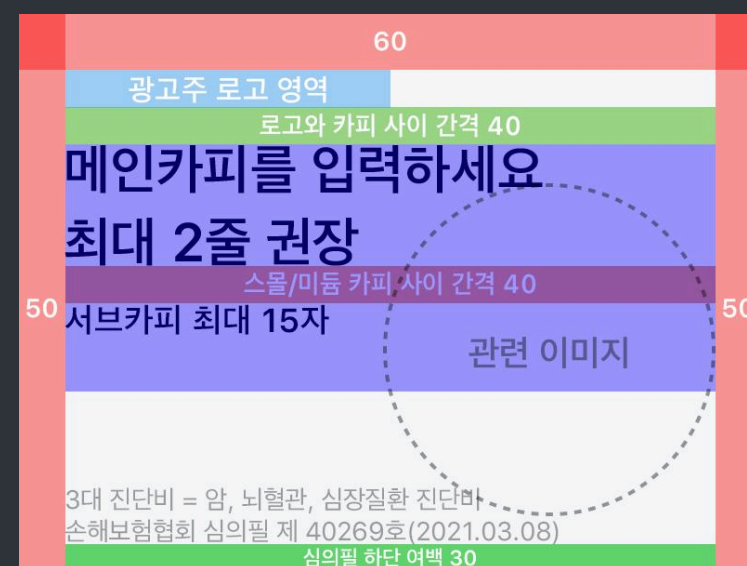 60
광고주 로고 영역
로고와 카피 사이 간격 40
메인카피를 입력하세요
최대 2줄 권장
스몰/미듐 카피 사이 간격 40
50
50
서브카피 최대 15자
관련 이미지
3대 진단비 = 암, 뇌혈관, 심장질환 진단비
손해보험협회 심의필 제 40269호(2021.03.08)
심의필 하단 여백 30